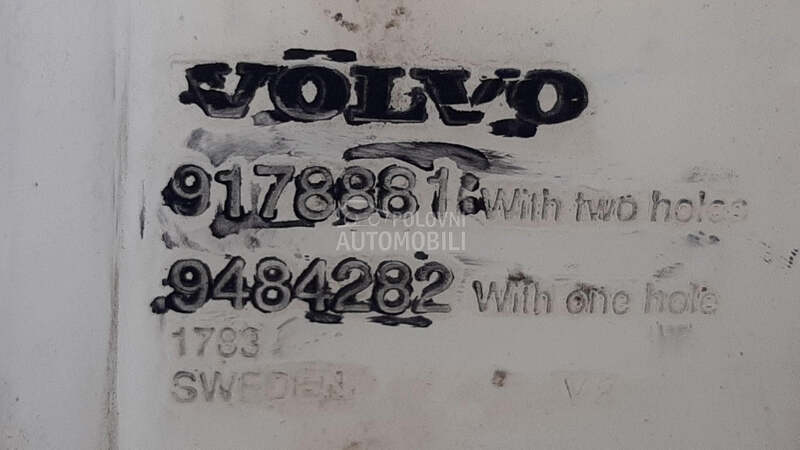 VOLVO
9178881: With two holes
POLOVNI
AUTOMOBILI
9484282 With one hole
1783
SWEDEN